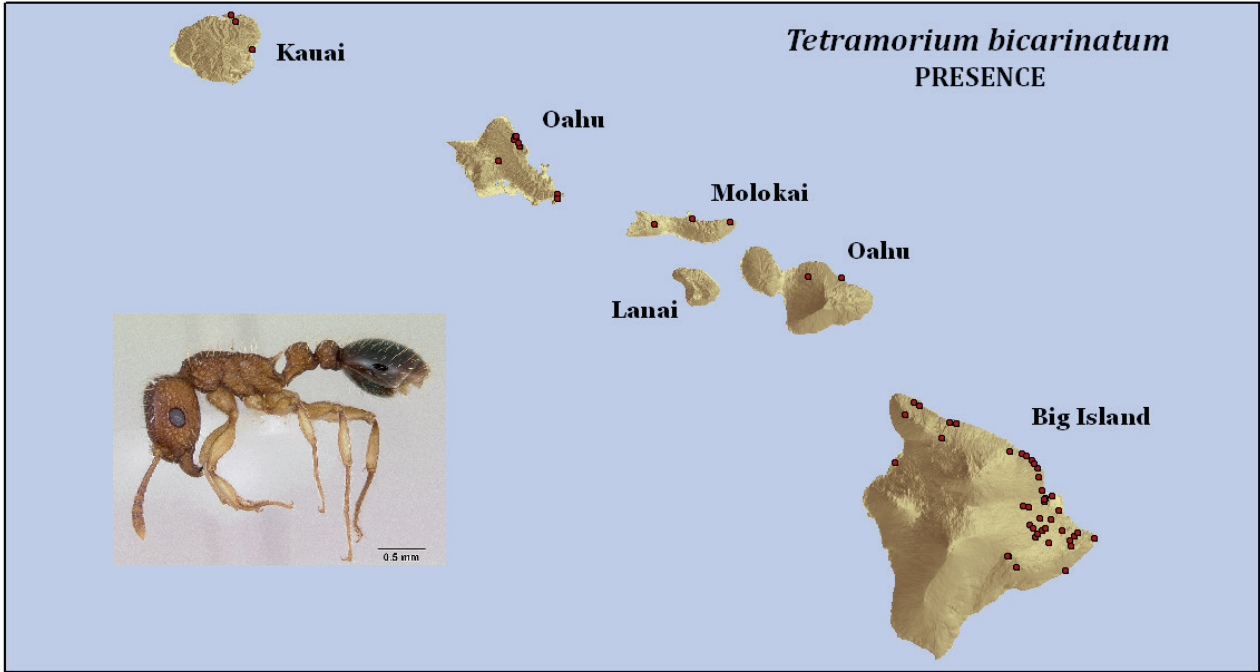 Tetramorium bicarinatum
PRESENCE
Kauai
Oahu
Molokai
Oahu
Lanai
Big Island
0.5 mm